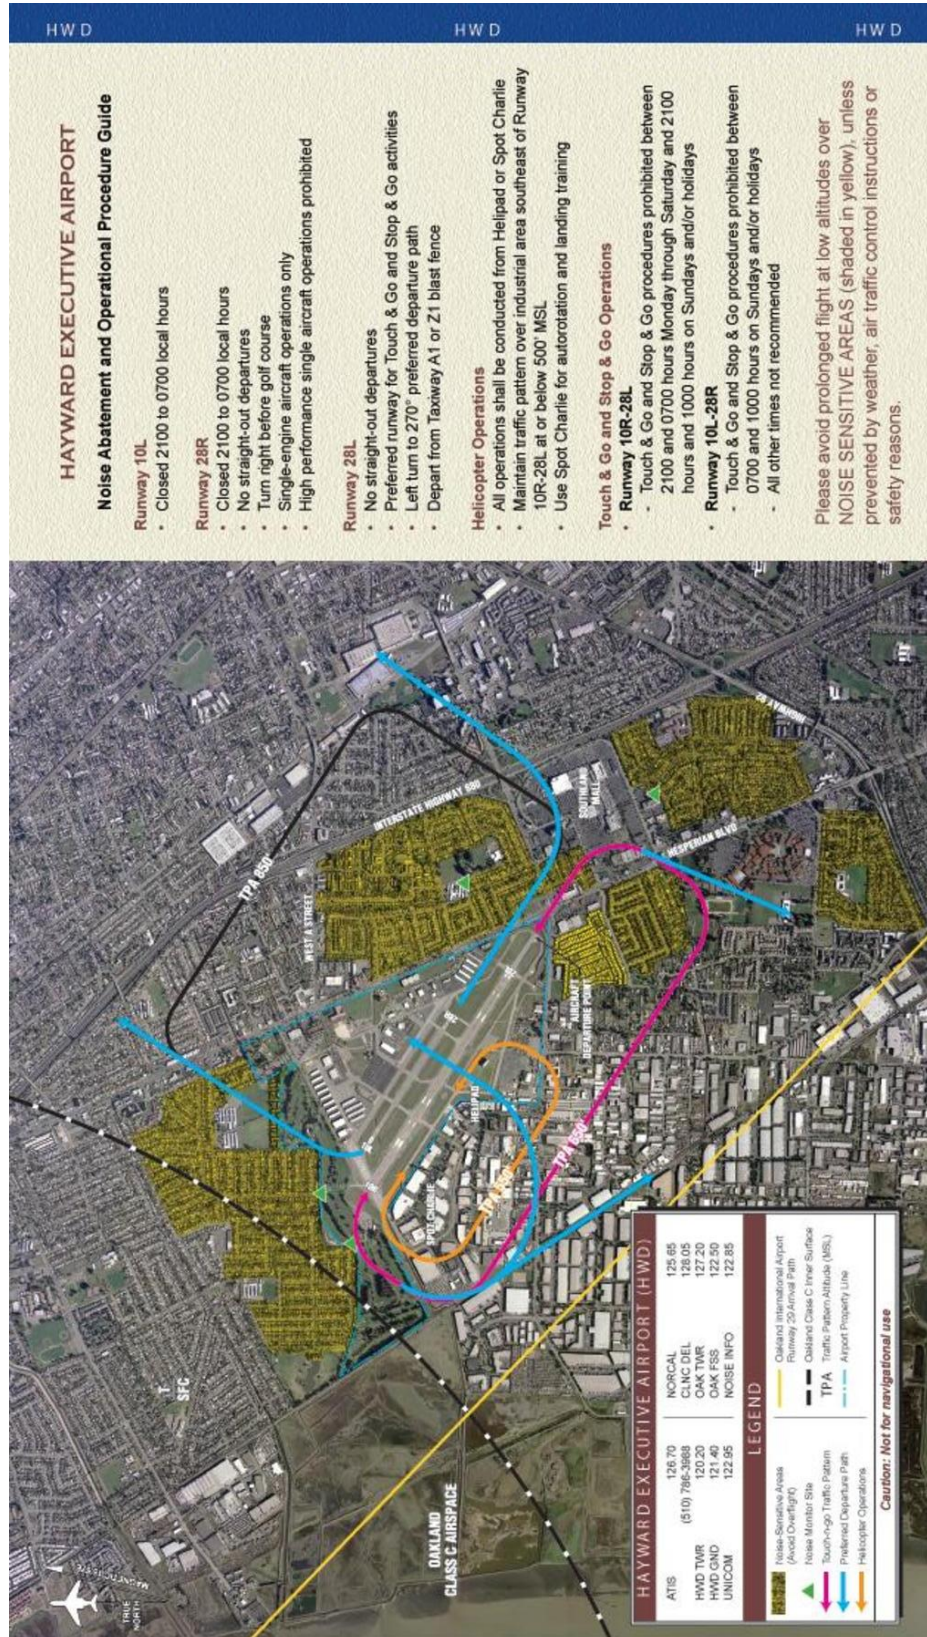 HWD
HWD
HWD
HAYWARD EXECUTIVE AIRPORT
Noise Abatement and Operational Procedure Guide
Runway 10L
• Closed 2100 to 0700 local hours
Runway 28R
• Closed 2100 to 0700 local hours
• No straight-out departures
• Turn right before golf course
• Single-engine aircraft operations only
• High performance single aircraft operations prohibited
Runway 28L
• No straight-out departures
• Preferred runway for Touch & Go and Stop & Go activities
• Left turn to 270° preferred departure path
• Depart from Taxiway A1 or Z1 blast fence
Helicopter Operations
• All operations shall be conducted from Helipad or Spot Charlie
• Maintain traffic pattern over industrial area southeast of Runway
10R-28L at or below 500' MSL
• Use Spot Charlie for autorotation and landing training
Touch & Go and Stop & Go Operations
• Runway 10R-28L
- Touch & Go and Stop & Go procedures prohibited between
2100 and 0700 hours Monday through Saturday and 2100
hours and 1000 hours on Sundays and/or holidays
• Runway 10L-28R
- Touch & Go and Stop & Go procedures prohibited between
0700 and 1000 hours on Sundays and/or holidays
- All other times not recommended
Please avoid prolonged flight at low altitudes over
NOISE SENSITIVE AREAS (shaded in yellow), unless
prevented by weather, air traffic control instructions or
safety reasons.
TRUE
NORTH
MAGNETIC
OAKLAND
CLASS C AIRSPACE
T
SFC
TPA 850
WEST A STREET
INTERSTATE HIGHWAY 880
SOUTHLAND
MALL
HIGHWAY 92
HESPERIAN BLVD
AIRCRAFT
DEPARTURE POINT
HELIPAD
SPOT CHARLIE
TPA 650
28R
28L
10L
10R
HAYWARD EXECUTIVE AIRPORT (HWD)
ATIS 126.70 NORCAL 125.65
(510) 786-3988 CLNC DEL 128.05
HWD TWR 120.20 OAK TWR 127.20
HWD GND 121.40 OAK FSS 122.50
UNICOM 122.95 NOISE INFO 122.85
LEGEND
Noise-Sensitive Areas
(Avoid Overflight)
Noise Monitor Site
Touch-n-go Traffic Pattern
Preferred Departure Path
Helicopter Operations
Oakland International Airport
Runway 29 Arrival Path
Oakland Class C Inner Surface
TPA Traffic Pattern Altitude (MSL)
Airport Property Line
Caution: Not for navigational use